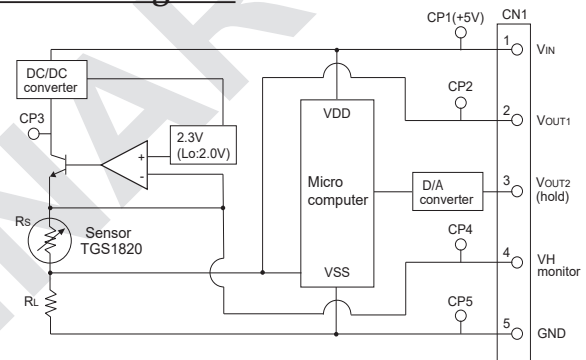 CP1(+5V)
CN1
1
VIN
DC/DC
converter
CP3
2.3V
(Lo:2.0V)
+
-
VDD
CP2
2
VOUT1
Micro
computer
D/A
converter
3
VOUT2
(hold)
RS
Sensor
TGS1820
CP4
4
VH
monitor
VSS
RL
CP5
5
GND